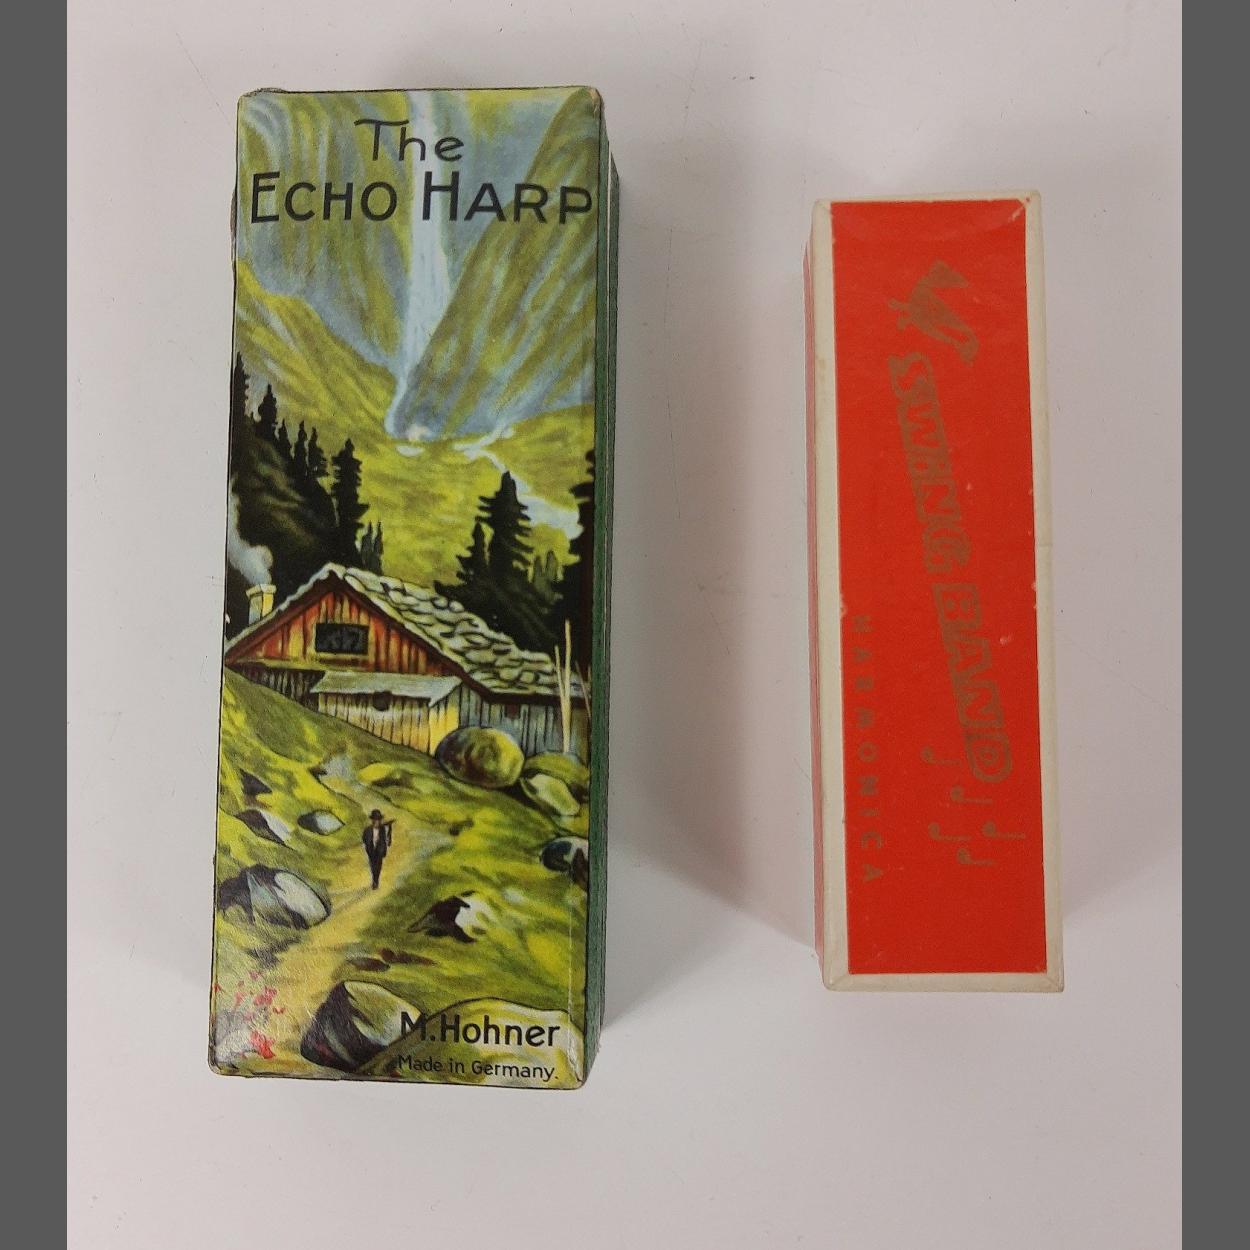 The
ECHO HARP
M.Hohner
Made in Germany.
SWING BAND
HARMONICA